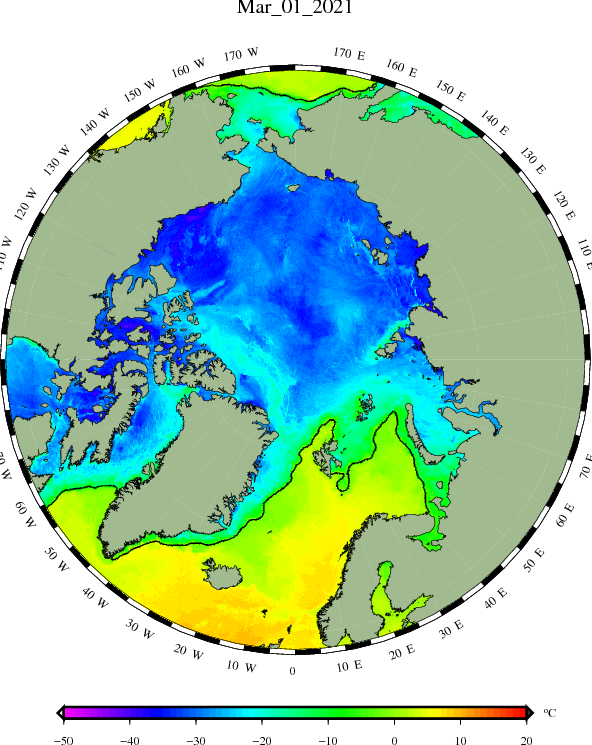 Mar_01_2021
170 W
170 E
160 W
160 E
150 W
150 E
140 W
140 E
130 W
130 E
120 W
120 E
110 E
70 E
60 W
60 E
50 W
50 E
40 W
40 E
30 W
30 E
20 W
20 E
10 W
10 E
0
°C
−50 −40 −30 −20 −10 0 10 20